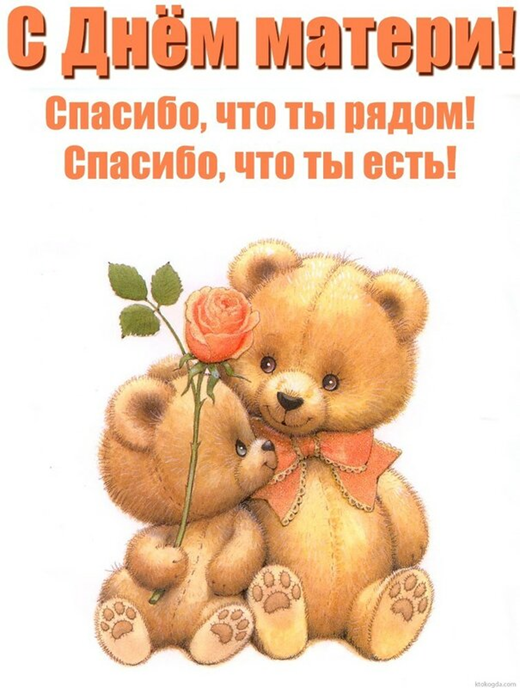 С Днём матери!
Спасибо, что ты рядом!
Спасибо, что ты есть!
ktokogda.com